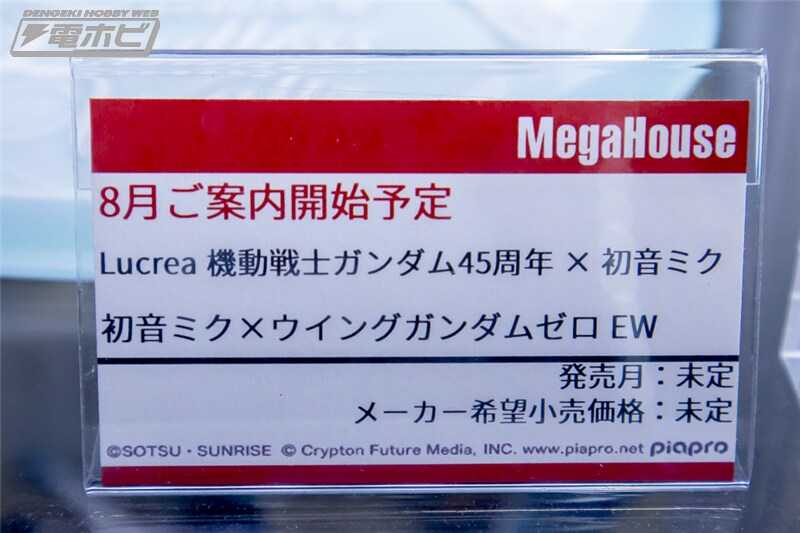 DENGEKI HOBBY WEB
電ホビ
MegaHouse
8月ご案内開始予定
Lucrea 機動戦士ガンダム45周年 × 初音ミク
初音ミク×ウイングガンダムゼロ EW
発売月：未定
メーカー希望小売価格：未定
©SOTSU・SUNRISE © Crypton Future Media, INC. www.piapro.net piapro